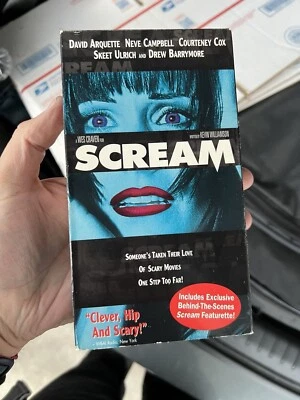 DAVID ARQUETTE NEVE CAMPBELL COURTENEY COX
SKEET ULRICH AND DREW BARRYMORE
A WES CRAVEN FILM
WRITTEN BY KEVIN WILLIAMSON
SCREAM
SOMEONE'S TAKEN THEIR LOVE
OF SCARY MOVIES
ONE STEP TOO FAR!
Includes Exclusive
Behind-The-Scenes
Scream Featurette!
"Clever, Hip
And Scary!"
New York